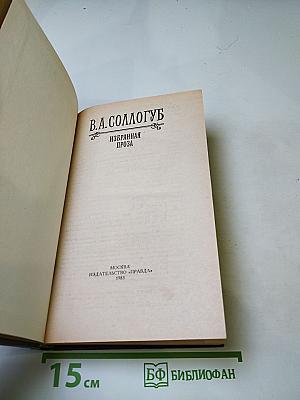 В. А. СОЛЛОГУБ
ИЗБРАННАЯ
ПРОЗА
МОСКВА
ИЗДАТЕЛЬСТВО «ПРАВДА»
1983
15 см
БФ БИБЛИОФАН